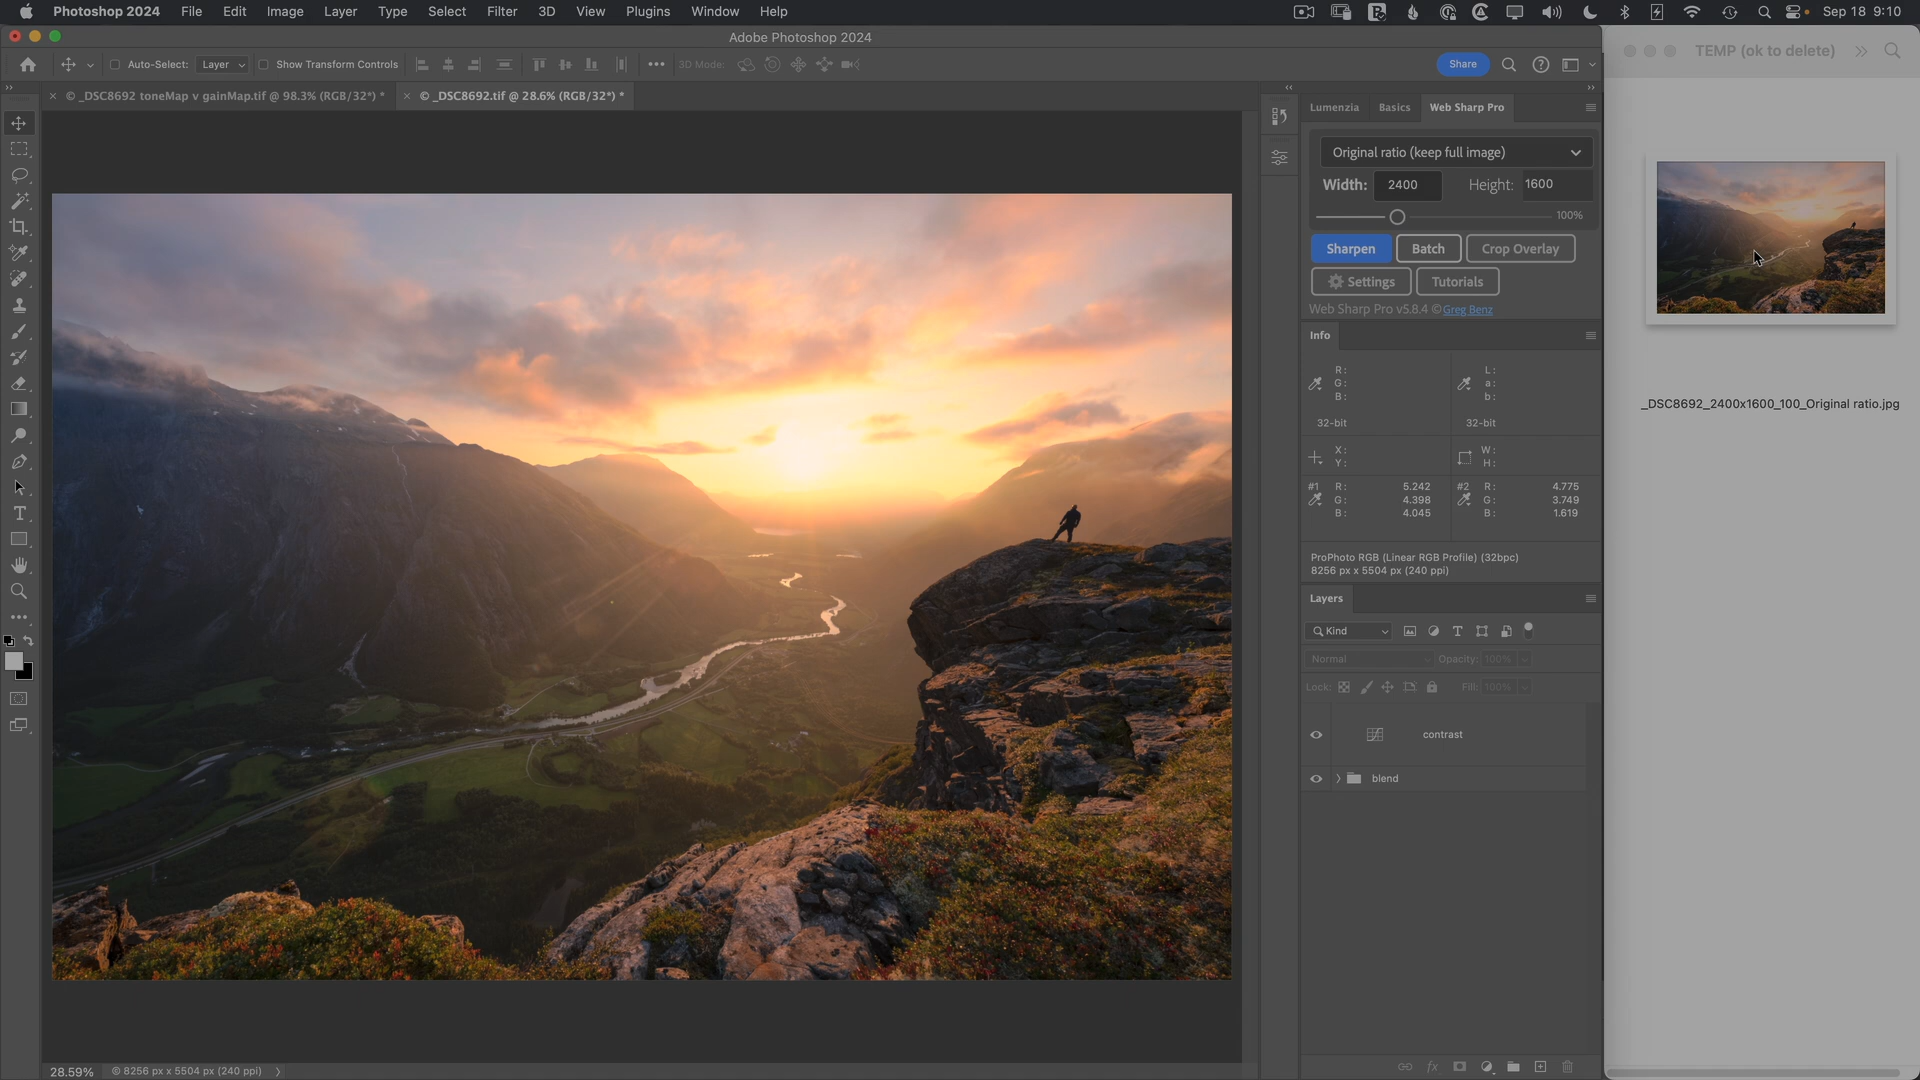 Photoshop 2024 File Edit Image Layer Type Select Filter 3D View Plugins Window Help Sep 18 9:10
Adobe Photoshop 2024
TEMP (ok to delete)
Auto-Select: Layer Show Transform Controls 3D Mode: Share
© _DSC8692 toneMap v gainMap.tif @ 98.3% (RGB/32*) *
© _DSC8692.tif @ 28.6% (RGB/32*) *
Lumenzia Basics Web Sharp Pro
Original ratio (keep full image)
Width: 2400 Height: 1600
100%
Sharpen Batch Crop Overlay
Settings Tutorials
Web Sharp Pro v5.8.4 © Greg Benz
Info
R: L:
G: a:
B: b:
32-bit 32-bit
X: W:
Y: H:
#1 R: 5.242 #2 R: 4.775
G: 4.398 G: 3.749
B: 4.045 B: 1.619
ProPhoto RGB (Linear RGB Profile) (32bpc)
8256 px x 5504 px (240 ppi)
Layers
Kind
Normal Opacity: 100%
Lock: Fill: 100%
contrast
blend
fx
_DSC8692_2400x1600_100_Original ratio.jpg
28.59% © 8256 px x 5504 px (240 ppi)